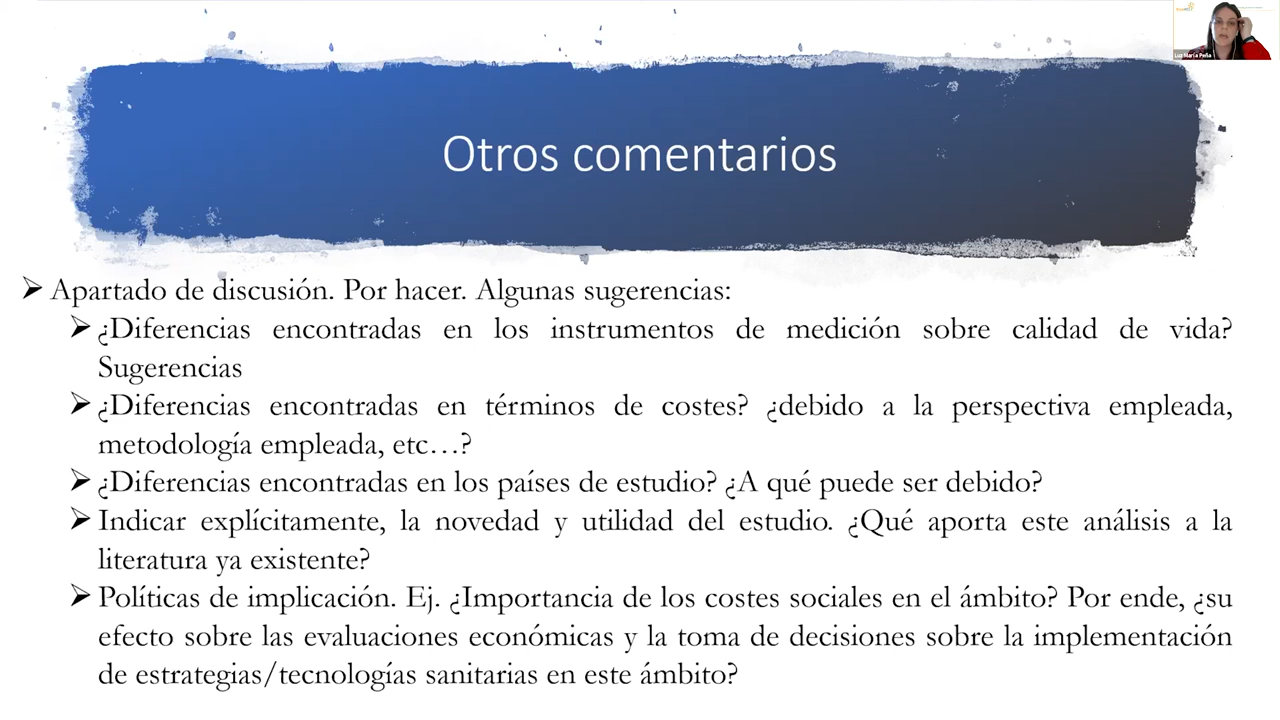 Otros comentarios
Luz María Peña
Apartado de discusión. Por hacer. Algunas sugerencias:
¿Diferencias encontradas en los instrumentos de medición sobre calidad de vida?
Sugerencias
¿Diferencias encontradas en términos de costes? ¿debido a la perspectiva empleada,
metodología empleada, etc…?
¿Diferencias encontradas en los países de estudio? ¿A qué puede ser debido?
Indicar explícitamente, la novedad y utilidad del estudio. ¿Qué aporta este análisis a la
literatura ya existente?
Políticas de implicación. Ej. ¿Importancia de los costes sociales en el ámbito? Por ende, ¿su
efecto sobre las evaluaciones económicas y la toma de decisiones sobre la implementación
de estrategias/tecnologías sanitarias en este ámbito?